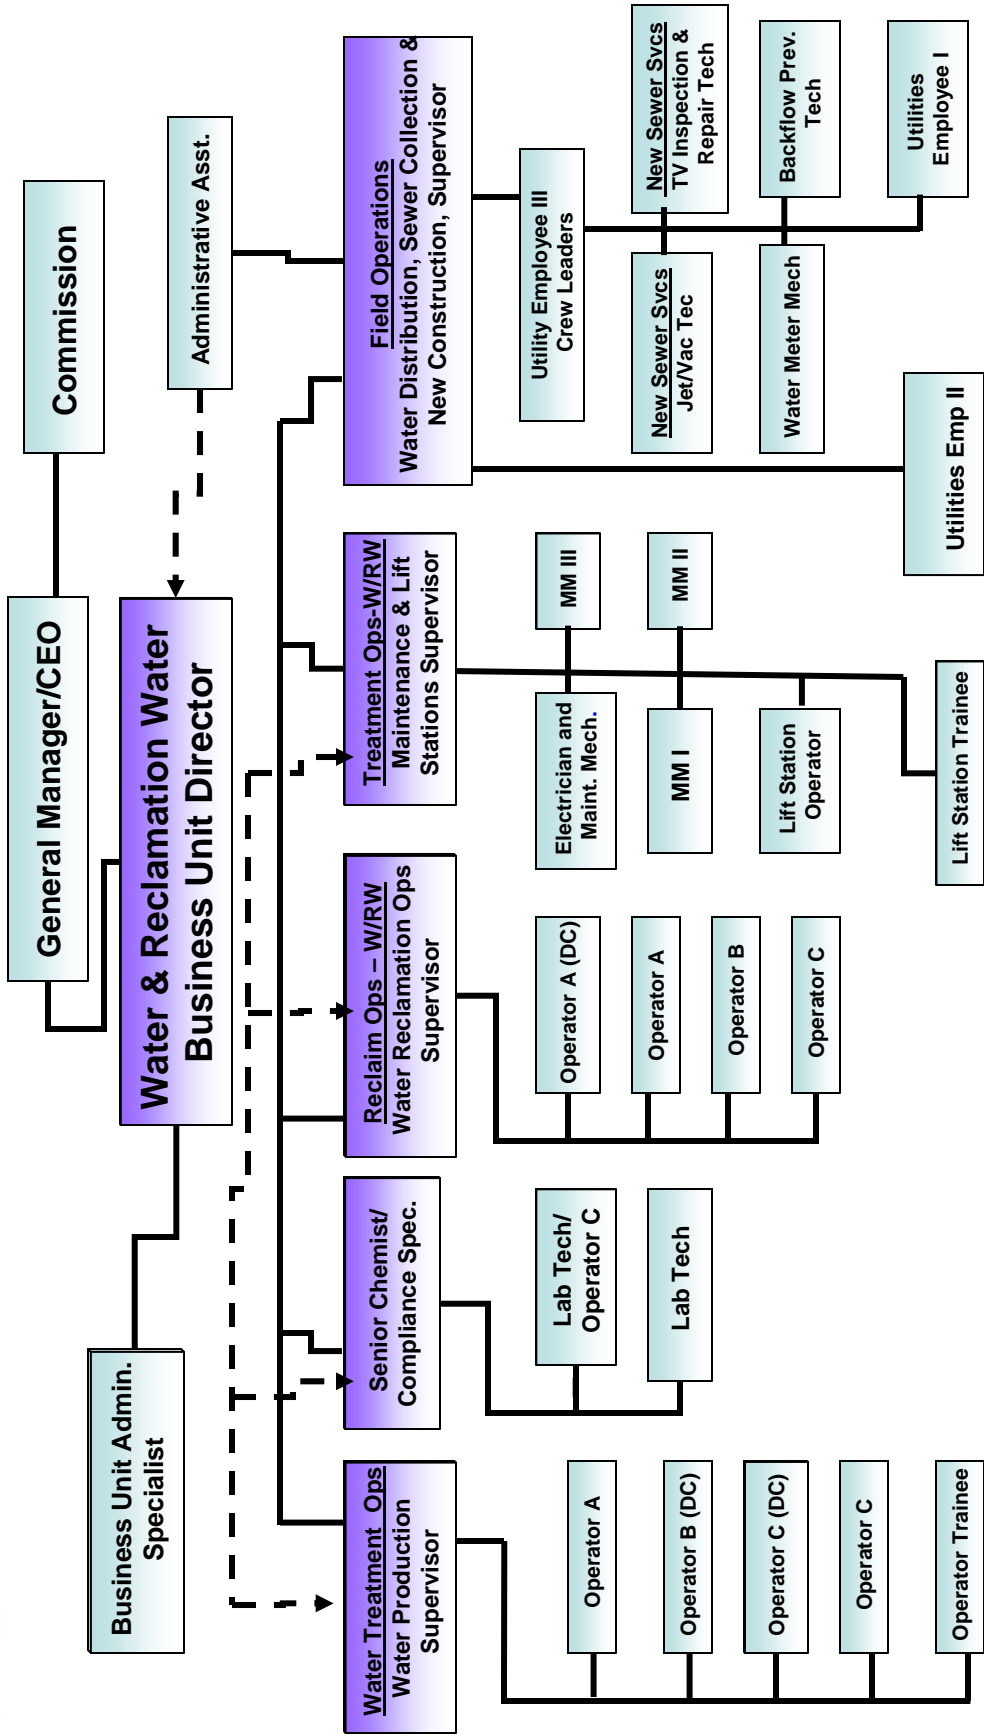 Commission
General Manager/CEO
Water & Reclamation Water
Business Unit Director
Business Unit Admin.
Specialist
Administrative Asst.
Water Treatment Ops
Water Production
Supervisor
Senior Chemist/
Compliance Spec.
Reclaim Ops – W/RW
Water Reclamation Ops
Supervisor
Treatment Ops-W/RW
Maintenance & Lift
Stations Supervisor
Field Operations
Water Distribution, Sewer Collection &
New Construction, Supervisor
Operator A
Operator B (DC)
Operator C (DC)
Operator C
Operator Trainee
Lab Tech/
Operator C
Lab Tech
Operator A (DC)
Operator A
Operator B
Operator C
Electrician and
Maint. Mech.
MM III
MM I
MM II
Lift Station
Operator
Lift Station Trainee
Utility Employee III
Crew Leaders
New Sewer Svcs
Jet/Vac Tec
New Sewer Svcs
TV Inspection &
Repair Tech
Water Meter Mech
Backflow Prev.
Tech
Utilities
Employee I
Utilities Emp II